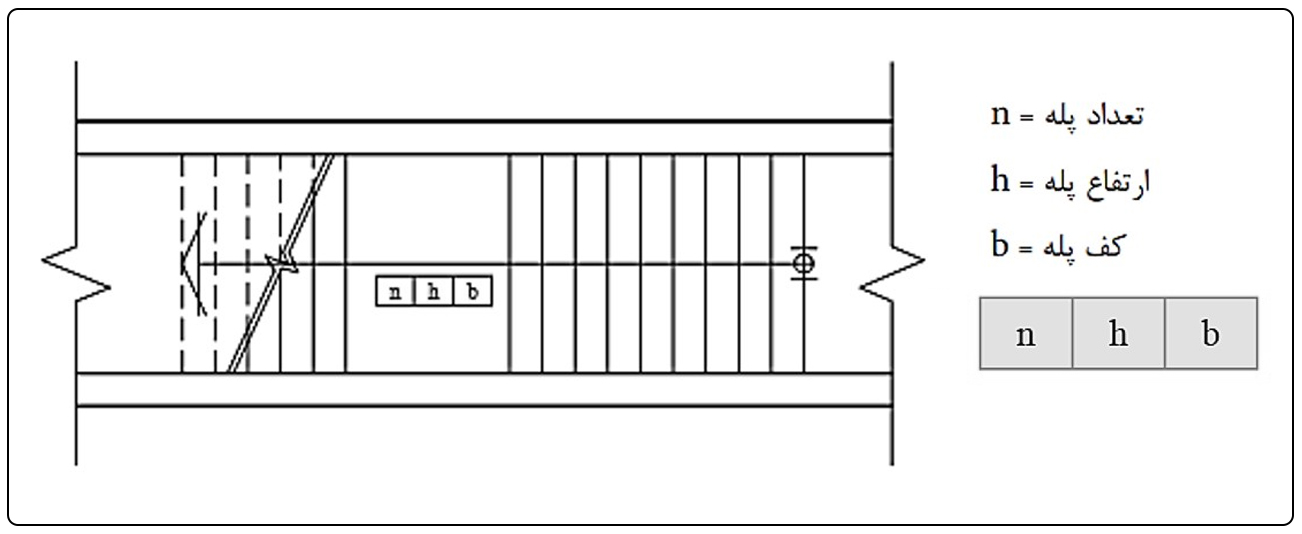 n = تعداد پله
h = ارتفاع پله
b = کف پله
n h b
n h b